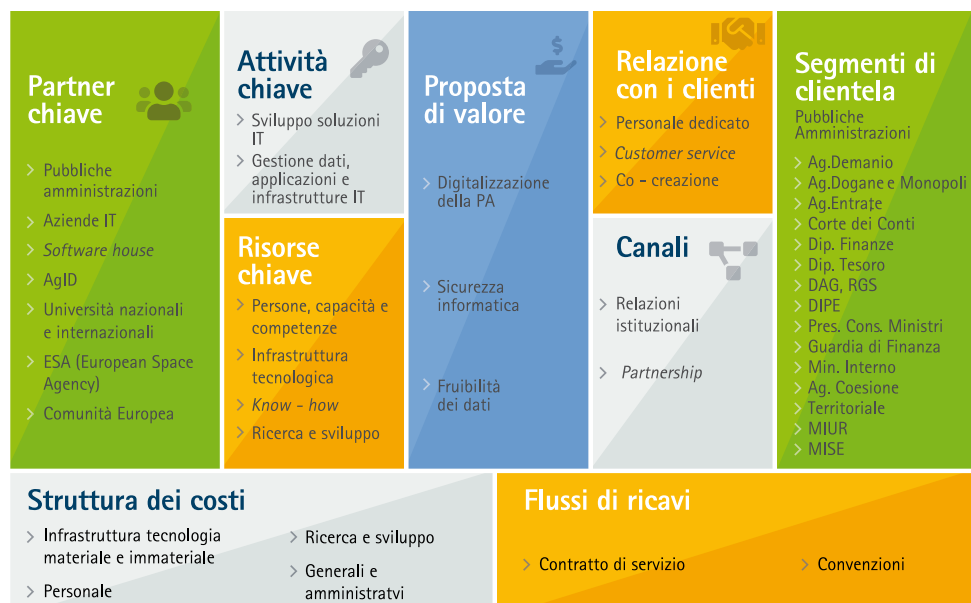 Partner
chiave
Pubbliche
amministrazioni
Aziende IT
Software house
AgID
Università nazionali
e internazionali
ESA (European Space
Agency)
Comunità Europea
Attività
chiave
Sviluppo soluzioni
IT
Gestione dati,
applicazioni e
infrastrutture IT
Risorse
chiave
Persone, capacità e
competenze
Infrastruttura
tecnologica
Know - how
Ricerca e sviluppo
$
Proposta
di valore
Digitalizzazione
della PA
Sicurezza
informatica
Fruibilità
dei dati
Relazione
con i clienti
Personale dedicato
Customer service
Co - creazione
Canali
Relazioni
istituzionali
Partnership
Segmenti di
clientela
Pubbliche
Amministrazioni
Ag.Demanio
Ag.Dogane e Monopoli
Ag.Entrate
Corte dei Conti
Dip. Finanze
Dip. Tesoro
DAG, RGS
DIPE
Pres. Cons. Ministri
Guardia di Finanza
Min. Interno
Ag. Coesione
Territoriale
MIUR
MISE
Struttura dei costi
Infrastruttura tecnologia
materiale e immateriale
Personale
Ricerca e sviluppo
Generali e
amministratvi
Flussi di ricavi
Contratto di servizio
Convenzioni